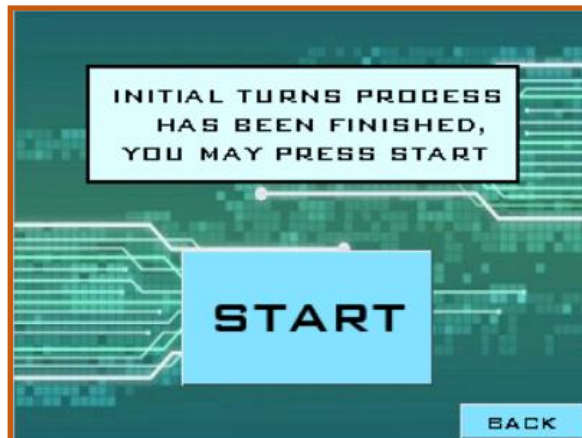 INITIAL TURNS PROCESS
HAS BEEN FINISHED,
YOU MAY PRESS START
START
BACK